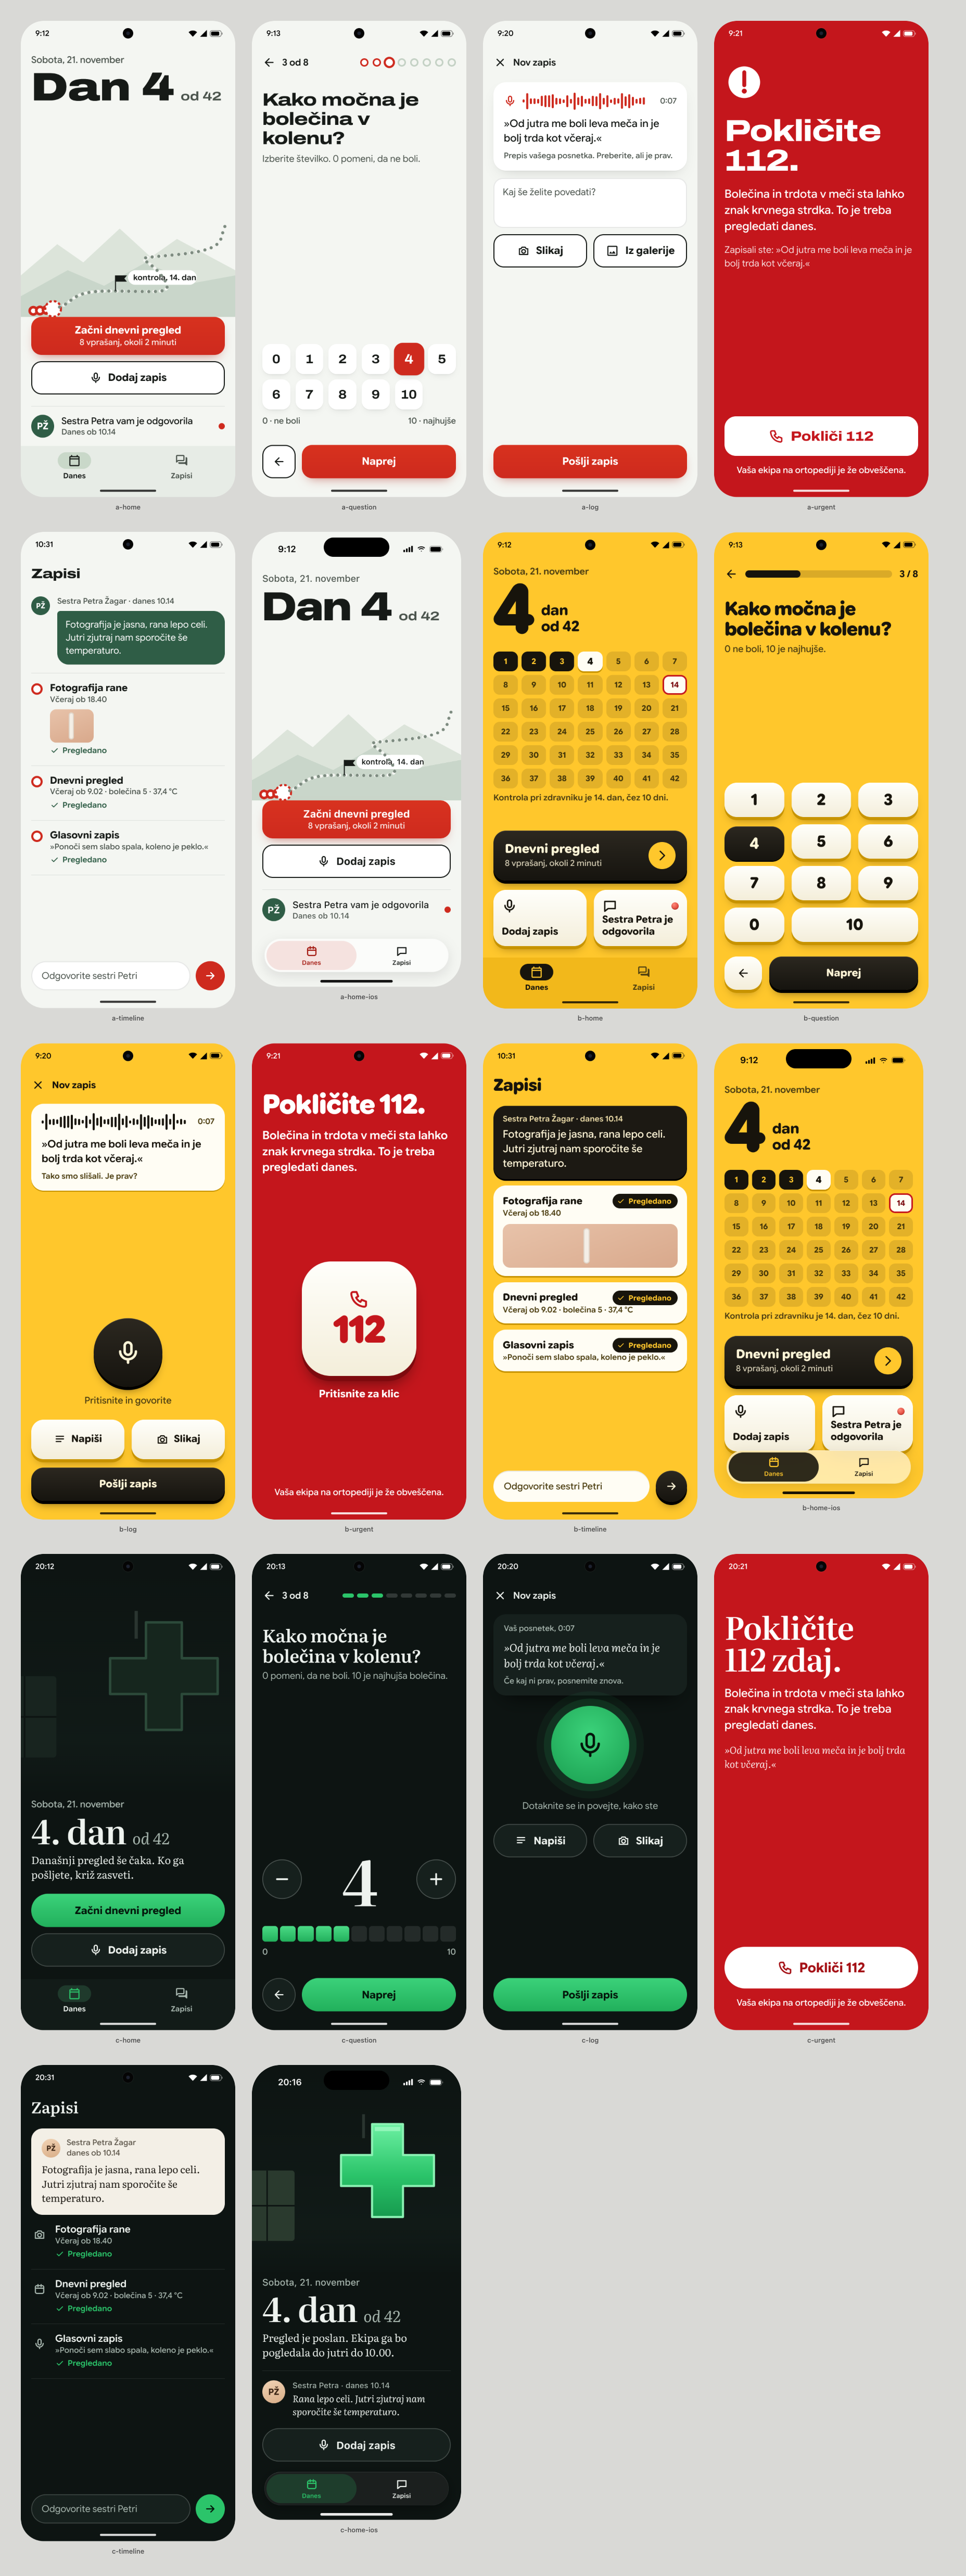 9:12
Sobota, 21. november
Dan 4 od 42
kontrola, 14. dan
Začni dnevni pregled
8 vprašanj, okoli 2 minuti
Dodaj zapis
PŽ
Sestra Petra vam je odgovorila
Danes ob 10.14
Danes
Zapisi
a-home
9:13
3 od 8
Kako močna je
bolečina v
kolenu?
Izberite številko. 0 pomeni, da ne boli.
0 1 2 3 4 5
6 7 8 9 10
0 · ne boli
10 · najhujše
Naprej
a-question
9:20
Nov zapis
0:07
»Od jutra me boli leva meča in je
bolj trda kot včeraj.«
Prepis vašega posnetka. Preberite, ali je prav.
Kaj še želite povedati?
Slikaj
Iz galerije
Pošlji zapis
a-log
9:21
Pokličite
112.
Bolečina in trdota v meči sta lahko
znak krvnega strdka. To je treba
pregledati danes.
Zapisali ste: »Od jutra me boli leva meča in je
bolj trda kot včeraj.«
Pokliči 112
Vaša ekipa na ortopediji je že obveščena.
a-urgent
10:31
Zapisi
PŽ
Sestra Petra Žagar · danes 10.14
Fotografija je jasna, rana lepo celi.
Jutri zjutraj nam sporočite še
temperaturo.
Fotografija rane
Včeraj ob 18.40
Pregledano
Dnevni pregled
Včeraj ob 9.02 · bolečina 5 · 37,4 °C
Pregledano
Glasovni zapis
»Ponoči sem slabo spala, koleno je peklo.«
Pregledano
Odgovorite sestri Petri
a-timeline
9:12
Sobota, 21. november
Dan 4 od 42
kontrola, 14. dan
Začni dnevni pregled
8 vprašanj, okoli 2 minuti
Dodaj zapis
PŽ
Sestra Petra vam je odgovorila
Danes ob 10.14
Danes
Zapisi
a-home-ios
9:12
Sobota, 21. november
4 dan
od 42
1 2 3 4 5 6 7
8 9 10 11 12 13 14
15 16 17 18 19 20 21
22 23 24 25 26 27 28
29 30 31 32 33 34 35
36 37 38 39 40 41 42
Kontrola pri zdravniku je 14. dan, čez 10 dni.
Dnevni pregled
8 vprašanj, okoli 2 minuti
Dodaj zapis
Sestra Petra je
odgovorila
Danes
Zapisi
b-home
9:13
3 / 8
Kako močna je
bolečina v kolenu?
0 ne boli, 10 je najhujše.
1 2 3
4 5 6
7 8 9
0 10
Naprej
b-question
9:20
Nov zapis
0:07
»Od jutra me boli leva meča in je
bolj trda kot včeraj.«
Tako smo slišali. Je prav?
Pritisnite in govorite
Napiši
Slikaj
Pošlji zapis
b-log
9:21
Pokličite 112.
Bolečina in trdota v meči sta lahko
znak krvnega strdka. To je treba
pregledati danes.
112
Pritisnite za klic
Vaša ekipa na ortopediji je že obveščena.
b-urgent
10:31
Zapisi
Sestra Petra Žagar · danes 10.14
Fotografija je jasna, rana lepo celi.
Jutri zjutraj nam sporočite še
temperaturo.
Fotografija rane
Pregledano
Včeraj ob 18.40
Dnevni pregled
Pregledano
Včeraj ob 9.02 · bolečina 5 · 37,4 °C
Glasovni zapis
Pregledano
»Ponoči sem slabo spala, koleno je peklo.«
Odgovorite sestri Petri
b-timeline
9:12
Sobota, 21. november
4 dan
od 42
1 2 3 4 5 6 7
8 9 10 11 12 13 14
15 16 17 18 19 20 21
22 23 24 25 26 27 28
29 30 31 32 33 34 35
36 37 38 39 40 41 42
Kontrola pri zdravniku je 14. dan, čez 10 dni.
Dnevni pregled
8 vprašanj, okoli 2 minuti
Dodaj zapis
Sestra Petra je
odgovorila
Danes
Zapisi
b-home-ios
20:12
Sobota, 21. november
4. dan od 42
Današnji pregled še čaka. Ko ga
pošljete, križ zasveti.
Začni dnevni pregled
Dodaj zapis
Danes
Zapisi
c-home
20:13
3 od 8
Kako močna je
bolečina v kolenu?
0 pomeni, da ne boli. 10 je najhujša bolečina.
4
0
10
Naprej
c-question
20:20
Nov zapis
Vaš posnetek, 0:07
»Od jutra me boli leva meča in je
bolj trda kot včeraj.«
Če kaj ni prav, posnemite znova.
Dotaknite se in povejte, kako ste
Napiši
Slikaj
Pošlji zapis
c-log
20:21
Pokličite
112 zdaj.
Bolečina in trdota v meči sta lahko
znak krvnega strdka. To je treba
pregledati danes.
»Od jutra me boli leva meča in je bolj trda
kot včeraj.«
Pokliči 112
Vaša ekipa na ortopediji je že obveščena.
c-urgent
20:31
Zapisi
PŽ
Sestra Petra Žagar
danes ob 10.14
Fotografija je jasna, rana lepo celi.
Jutri zjutraj nam sporočite še
temperaturo.
Fotografija rane
Včeraj ob 18.40
Pregledano
Dnevni pregled
Včeraj ob 9.02 · bolečina 5 · 37,4 °C
Pregledano
Glasovni zapis
»Ponoči sem slabo spala, koleno je peklo.«
Pregledano
Odgovorite sestri Petri
c-timeline
20:16
Sobota, 21. november
4. dan od 42
Pregled je poslan. Ekipa ga bo
pogledala do jutri do 10.00.
PŽ
Sestra Petra · danes 10.14
Rana lepo celi. Jutri zjutraj nam
sporočite še temperaturo.
Dodaj zapis
Danes
Zapisi
c-home-ios